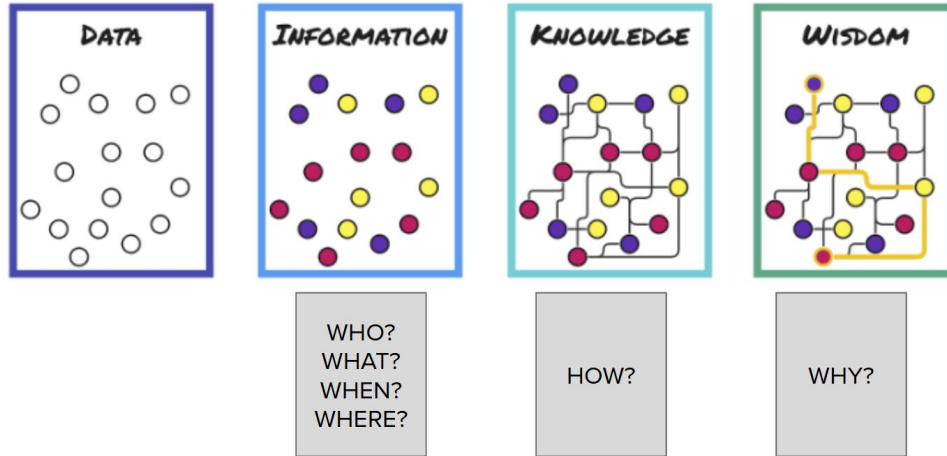 DATA
INFORMATION
KNOWLEDGE
WISDOM
WHO?
WHAT?
WHEN?
WHERE?
HOW?
WHY?